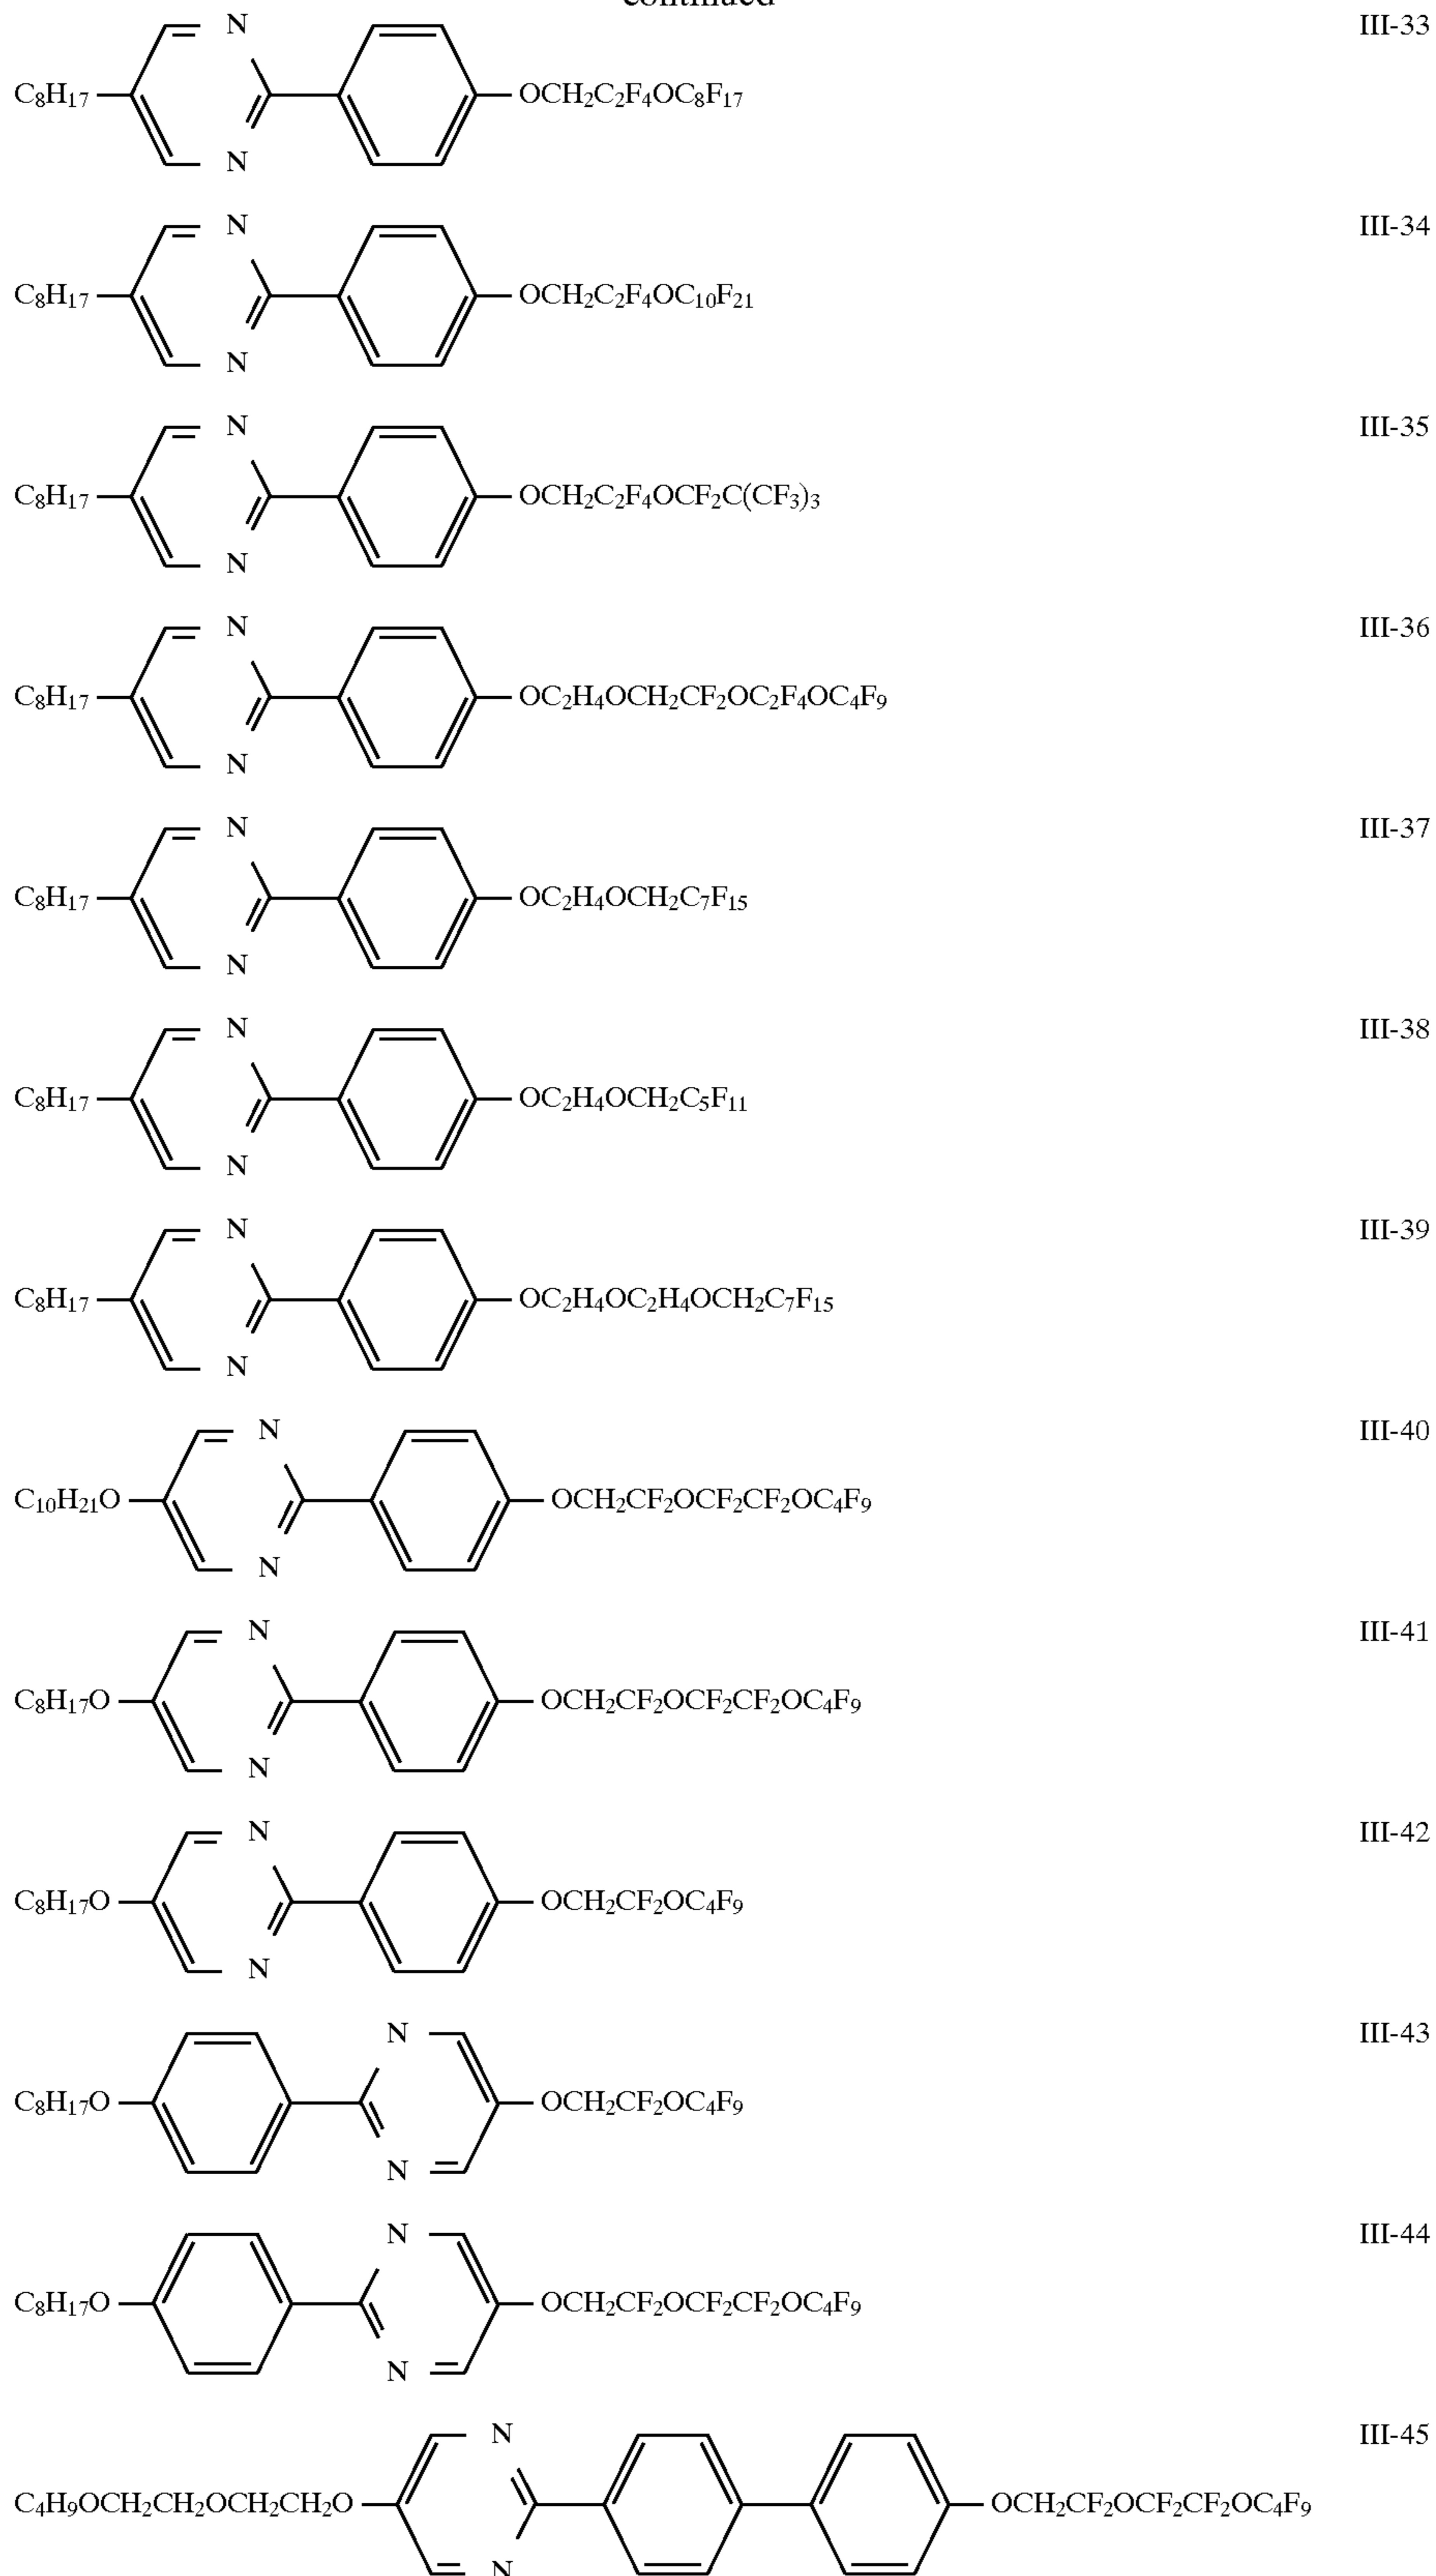 continued
III-33
N
C8H17 OCH2C2F4OC8F17
N
III-34
N
C8H17 OCH2C2F4OC10F21
N
III-35
N
C8H17 OCH2C2F4OCF2C(CF3)3
N
III-36
N
C8H17 OC2H4OCH2CF2OC2F4OC4F9
N
III-37
N
C8H17 OC2H4OCH2C7F15
N
III-38
N
C8H17 OC2H4OCH2C5F11
N
III-39
N
C8H17 OC2H4OC2H4OCH2C7F15
N
III-40
N
C10H21O OCH2CF2OCF2CF2OC4F9
N
III-41
N
C8H17O OCH2CF2OCF2CF2OC4F9
N
III-42
N
C8H17O OCH2CF2OC4F9
N
III-43
N
C8H17O OCH2CF2OC4F9
N
III-44
N
C8H17O OCH2CF2OCF2CF2OC4F9
N
III-45
N
C4H9OCH2CH2OCH2CH2O OCH2CF2OCF2CF2OC4F9
N